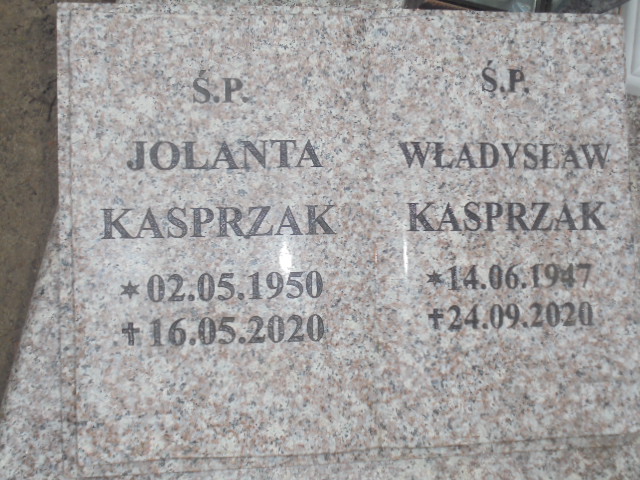 Ś.P.
JOLANTA
KASPRZAK
✶ 02.05.1950
✝ 16.05.2020
Ś.P.
WŁADYSŁAW
KASPRZAK
✶ 14.06.1947
✝ 24.09.2020